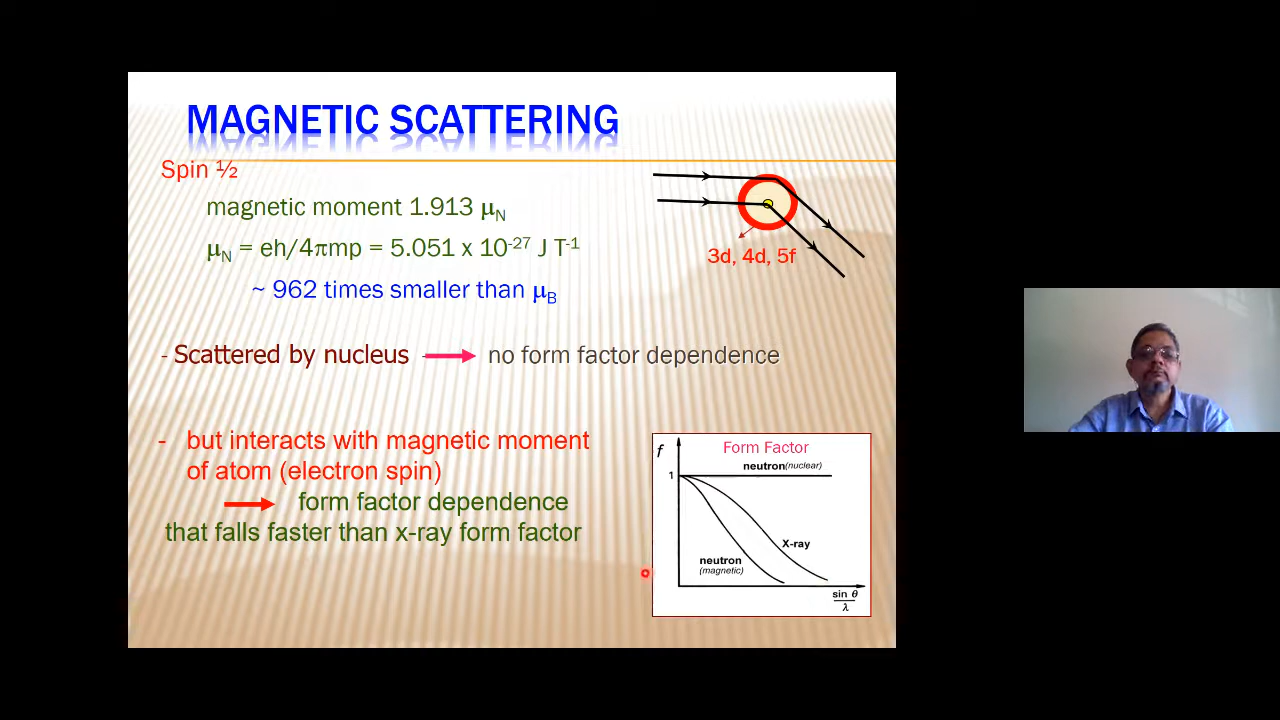 MAGNETIC SCATTERING
Spin ½
magnetic moment 1.913 μN
μN = eh/4πmp = 5.051 x 10-27 J T-1
~ 962 times smaller than μB
3d, 4d, 5f
- Scattered by nucleus - no form factor dependence
- but interacts with magnetic moment
of atom (electron spin)
form factor dependence
that falls faster than x-ray form factor
f
Form Factor
neutron (nuclear)
1
X-ray
neutron
(magnetic)
sin θ
λ